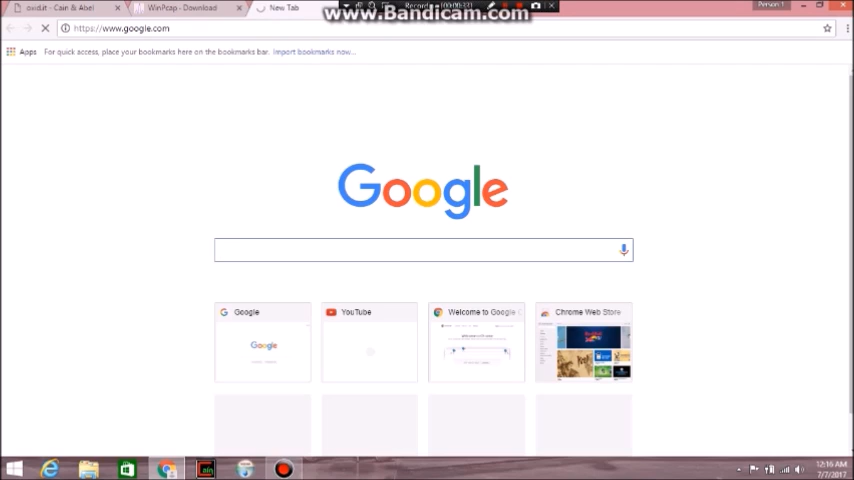 oxid.it - Cain & Abel
WinPcap - Download
New Tab
www.Bandicam.com
Person 1
https://www.google.com
Apps
For quick access, place your bookmarks here on the bookmarks bar. Import bookmarks now...
Google
Google
YouTube
Welcome to Google
Chrome Web Store
Google
12:16 AM
7/7/2017